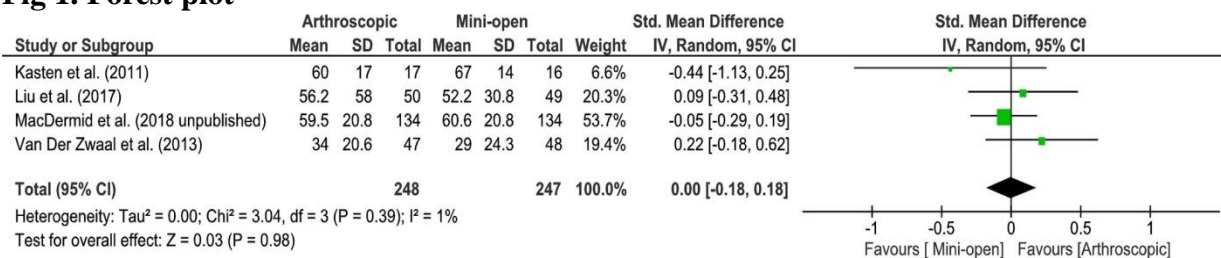 Fig 1. Forest plot
Arthroscopic Mini-open Std. Mean Difference Std. Mean Difference
Study or Subgroup Mean SD Total Mean SD Total Weight IV, Random, 95% CI IV, Random, 95% CI
Kasten et al. (2011) 60 17 17 67 14 16 6.6% -0.44 [-1.13, 0.25]
Liu et al. (2017) 56.2 58 50 52.2 30.8 49 20.3% 0.09 [-0.31, 0.48]
MacDermid et al. (2018 unpublished) 59.5 20.8 134 60.6 20.8 134 53.7% -0.05 [-0.29, 0.19]
Van Der Zwaal et al. (2013) 34 20.6 47 29 24.3 48 19.4% 0.22 [-0.18, 0.62]
Total (95% CI) 248 247 100.0% 0.00 [-0.18, 0.18]
Heterogeneity: Tau² = 0.00; Chi² = 3.04, df = 3 (P = 0.39); I² = 1%
Test for overall effect: Z = 0.03 (P = 0.98)
-1 -0.5 0 0.5 1
Favours [ Mini-open] Favours [Arthroscopic]